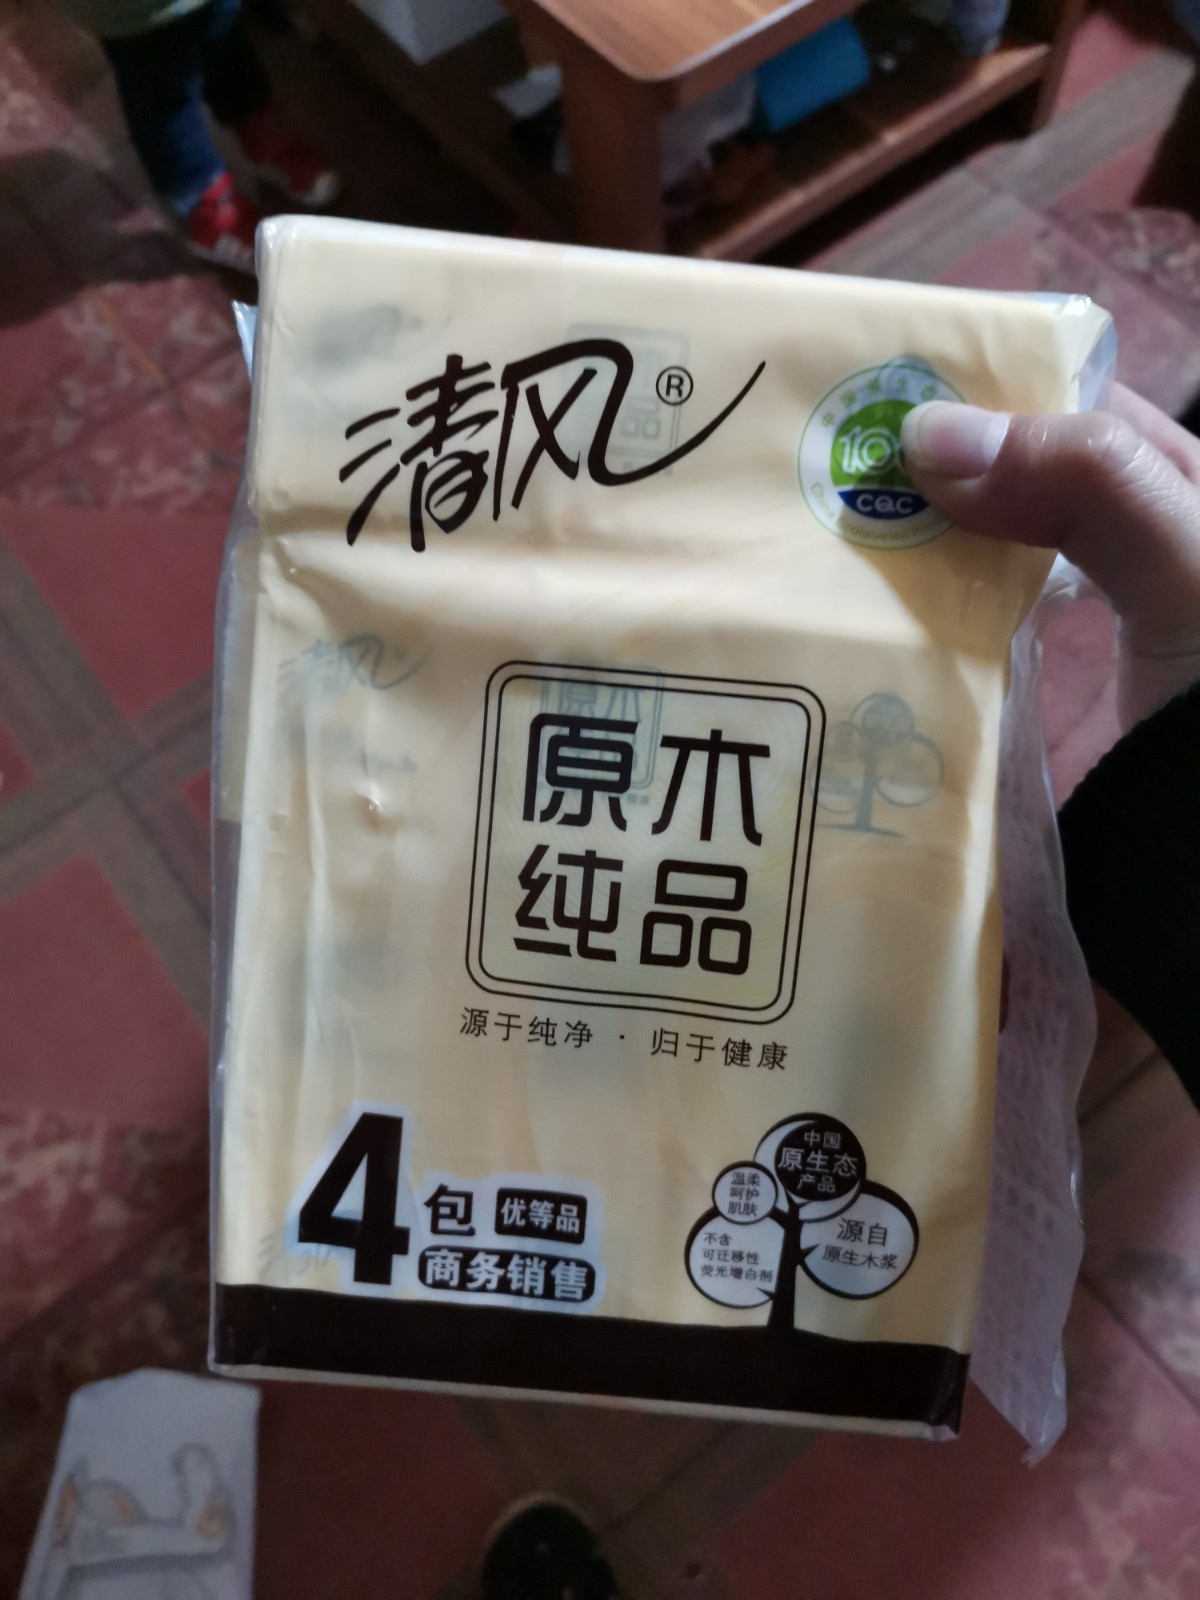 清风®
100
CQC
原木
纯品
源于纯净 · 归于健康
4包 优等品
商务销售
中国
原生态
产品
温柔
呵护
肌肤
不含
可迁移性
荧光增白剂
源自
原生木浆